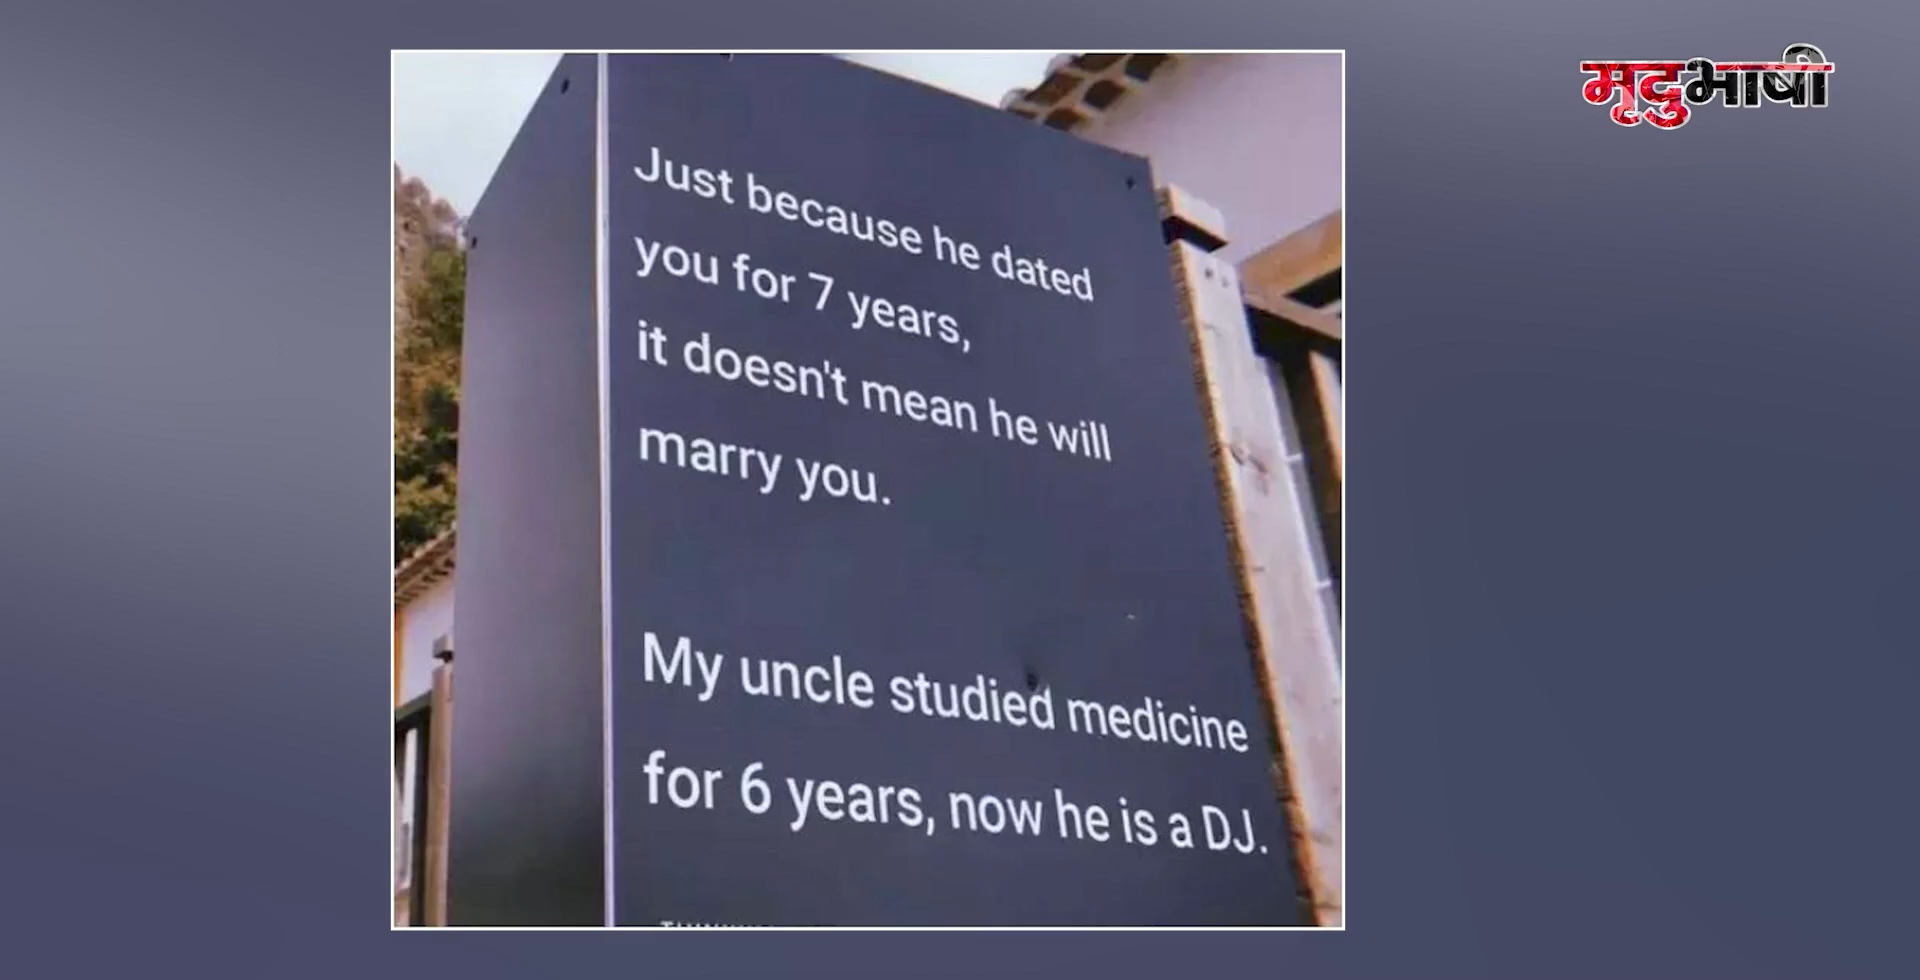 मृदुभाषी
Just because he dated
you for 7 years,
it doesn't mean he will
marry you.
My uncle studied medicine
for 6 years, now he is a DJ.